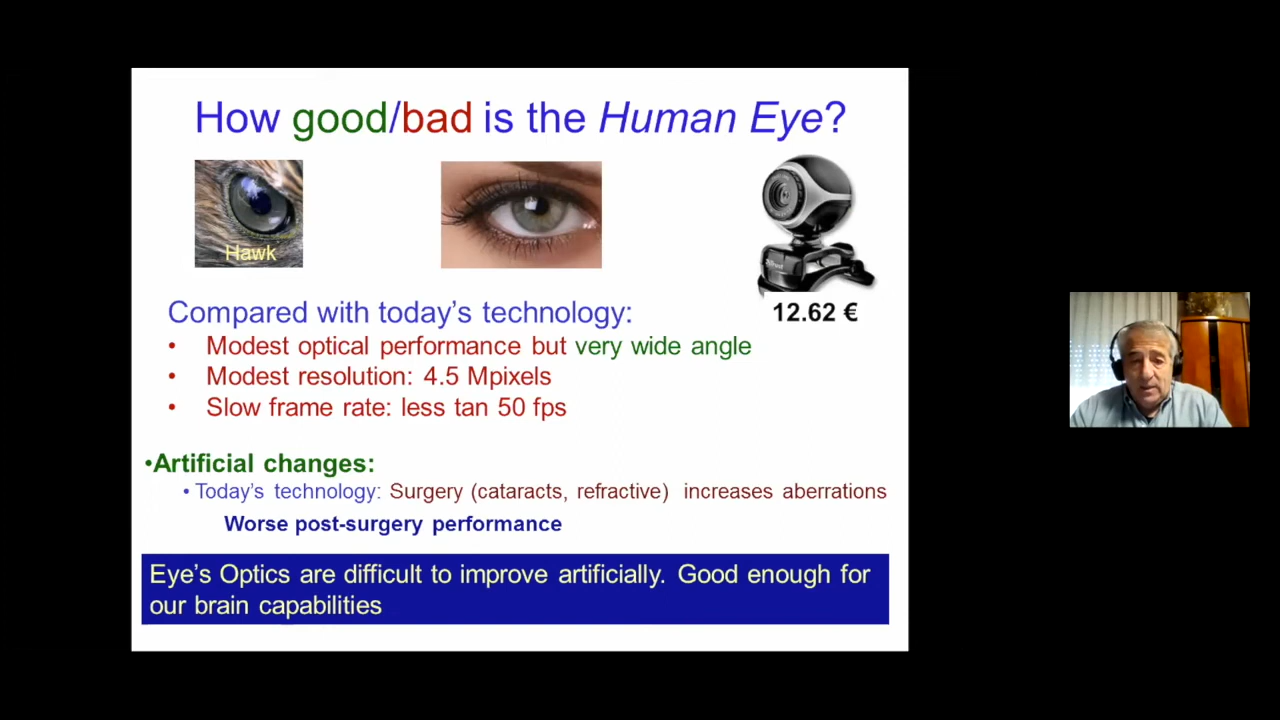 How good/bad is the Human Eye?
Hawk
Trust
12.62 €
Compared with today's technology:
• Modest optical performance but very wide angle
• Modest resolution: 4.5 Mpixels
• Slow frame rate: less tan 50 fps
•Artificial changes:
• Today's technology: Surgery (cataracts, refractive) increases aberrations
Worse post-surgery performance
Eye's Optics are difficult to improve artificially. Good enough for
our brain capabilities